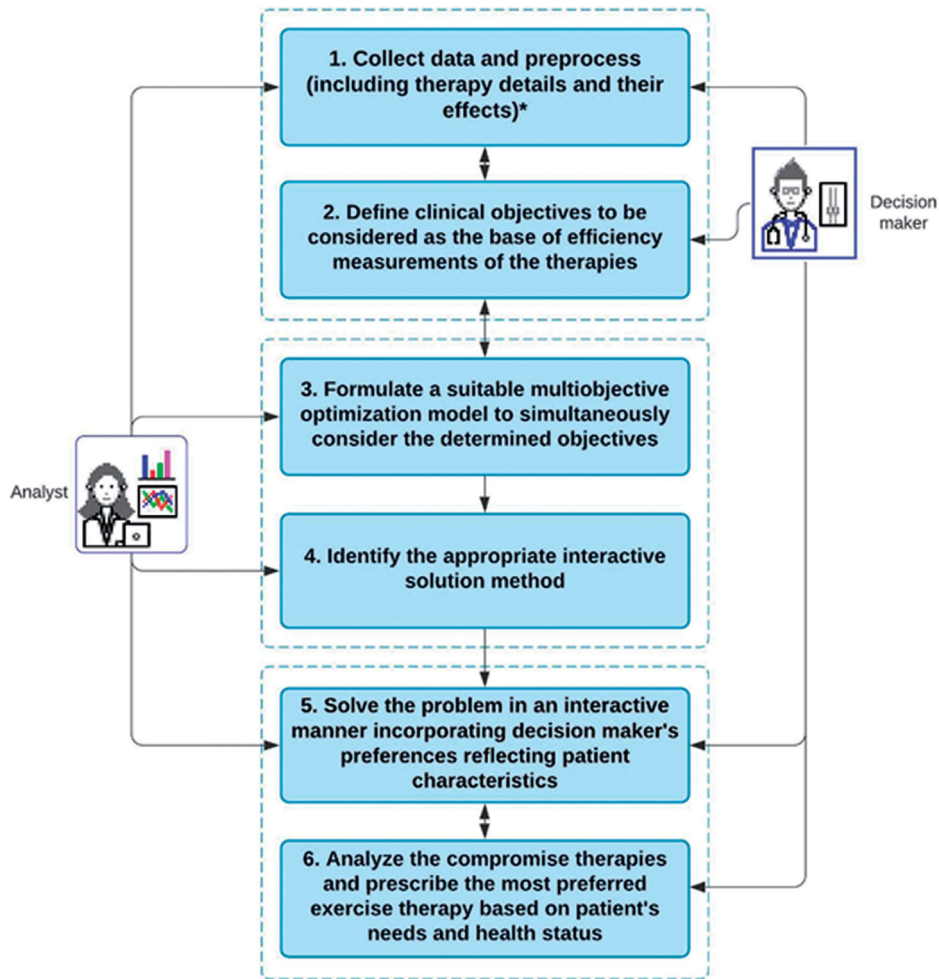 1. Collect data and preprocess
(including therapy details and their
effects)*
Decision
maker
2. Define clinical objectives to be
considered as the base of efficiency
measurements of the therapies
3. Formulate a suitable multiobjective
optimization model to simultaneously
consider the determined objectives
Analyst
4. Identify the appropriate interactive
solution method
5. Solve the problem in an interactive
manner incorporating decision maker's
preferences reflecting patient
characteristics
6. Analyze the compromise therapies
and prescribe the most preferred
exercise therapy based on patient's
needs and health status